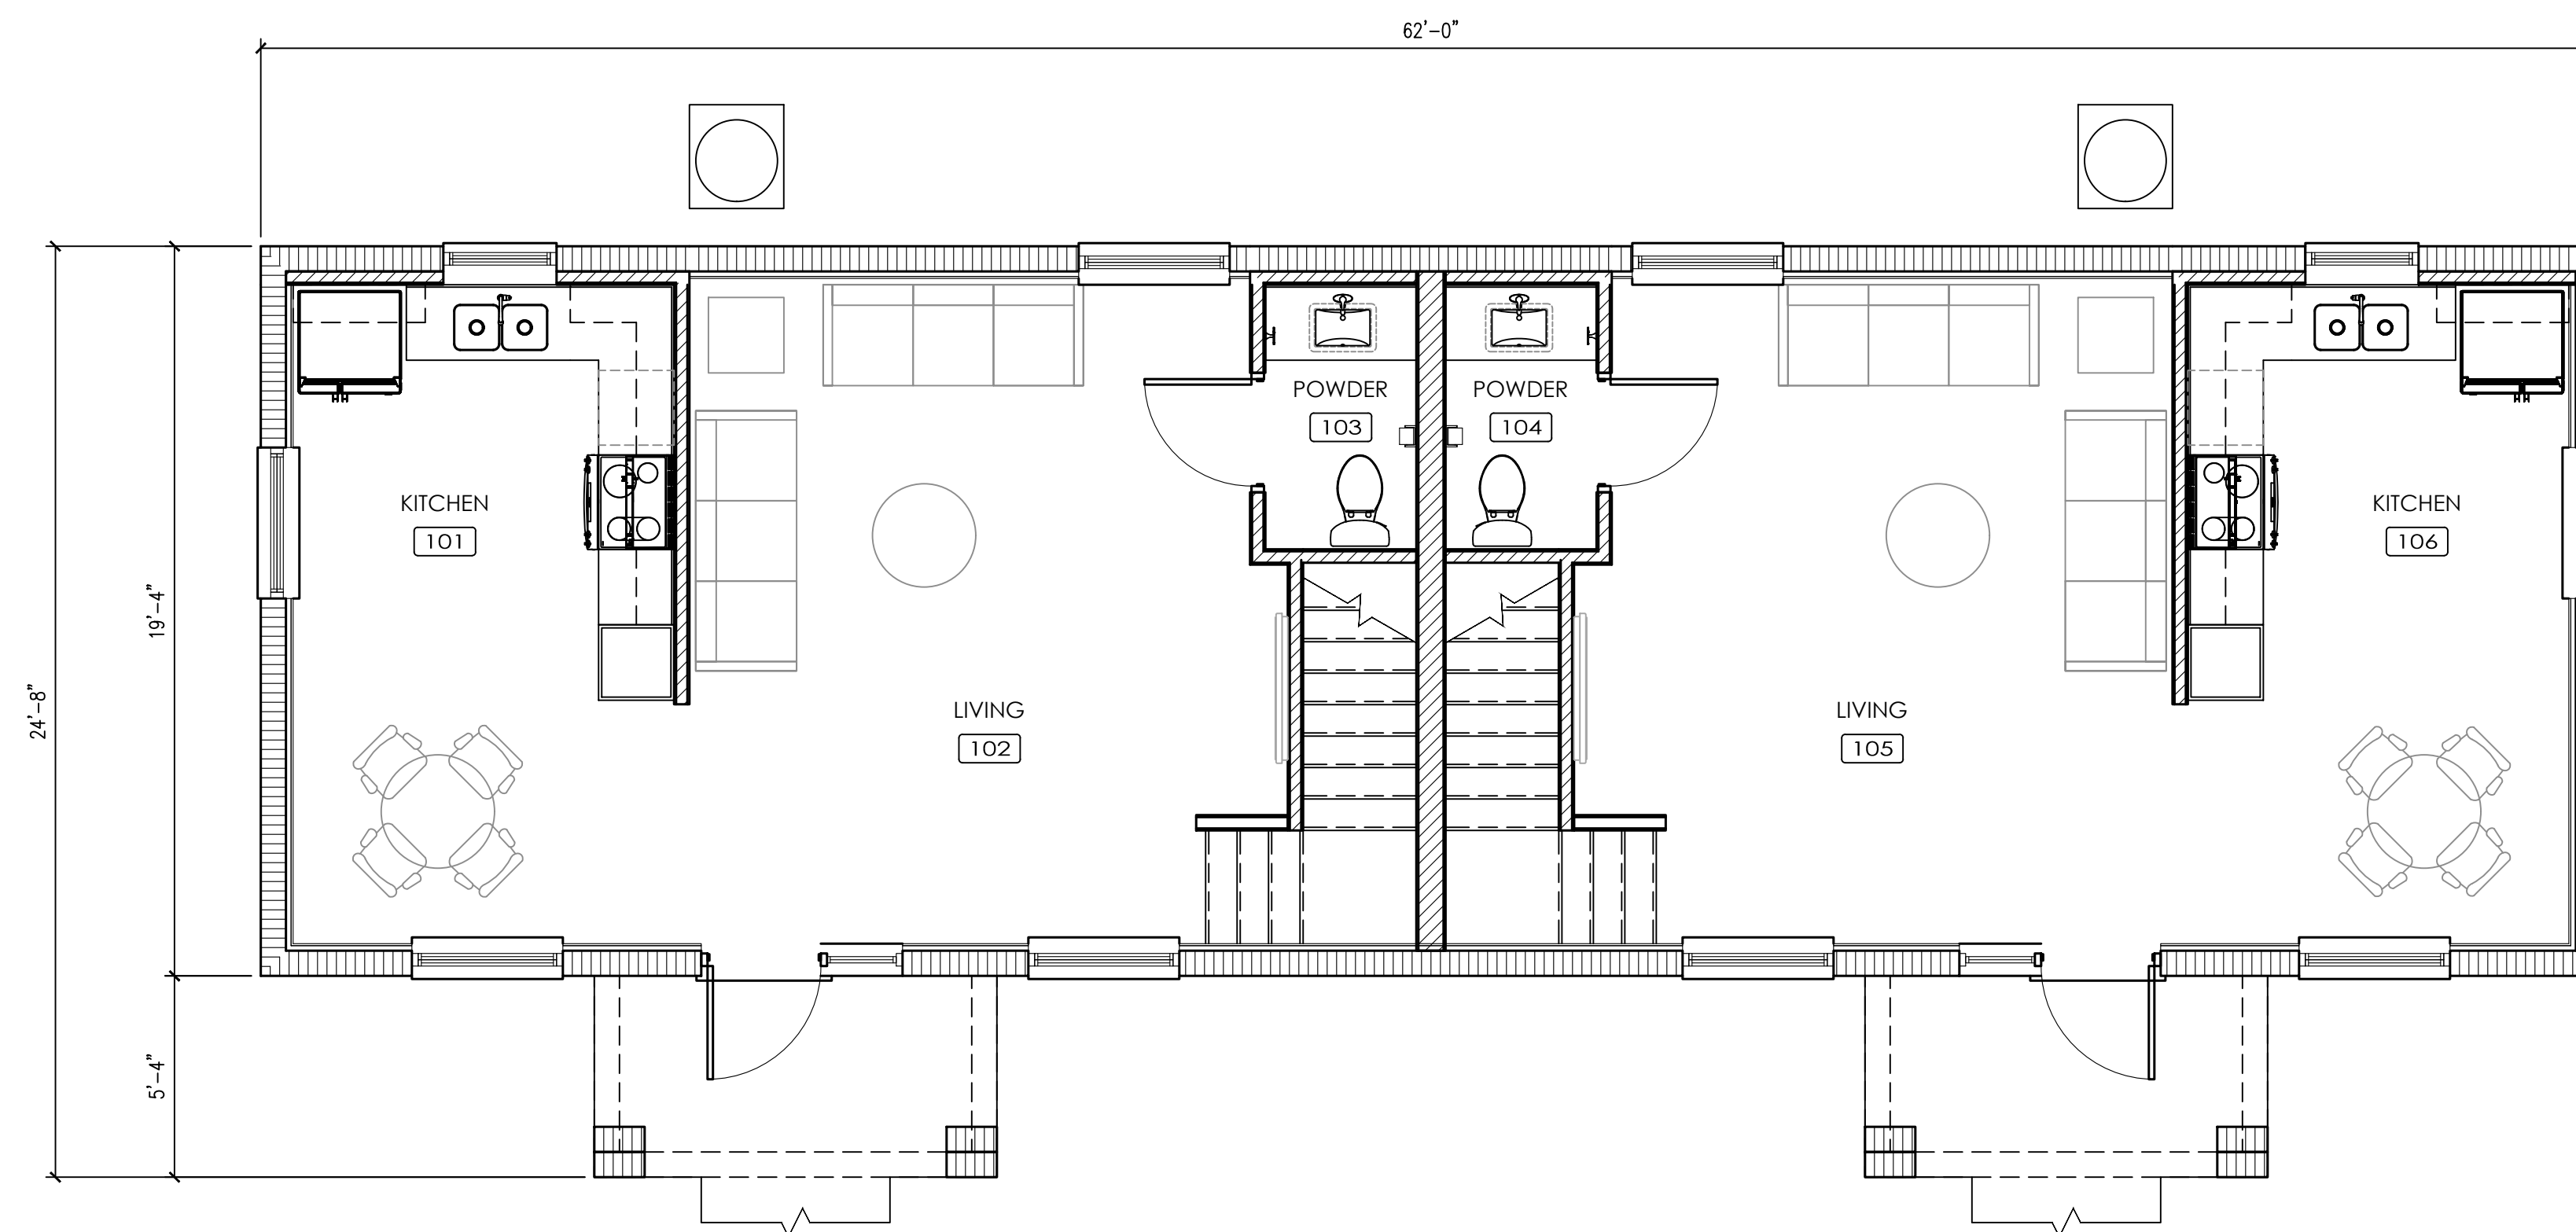 62'-0"
POWDER
103
POWDER
104
KITCHEN
101
KITCHEN
106
19'-4"
24'-8"
LIVING
102
LIVING
105
5'-4"